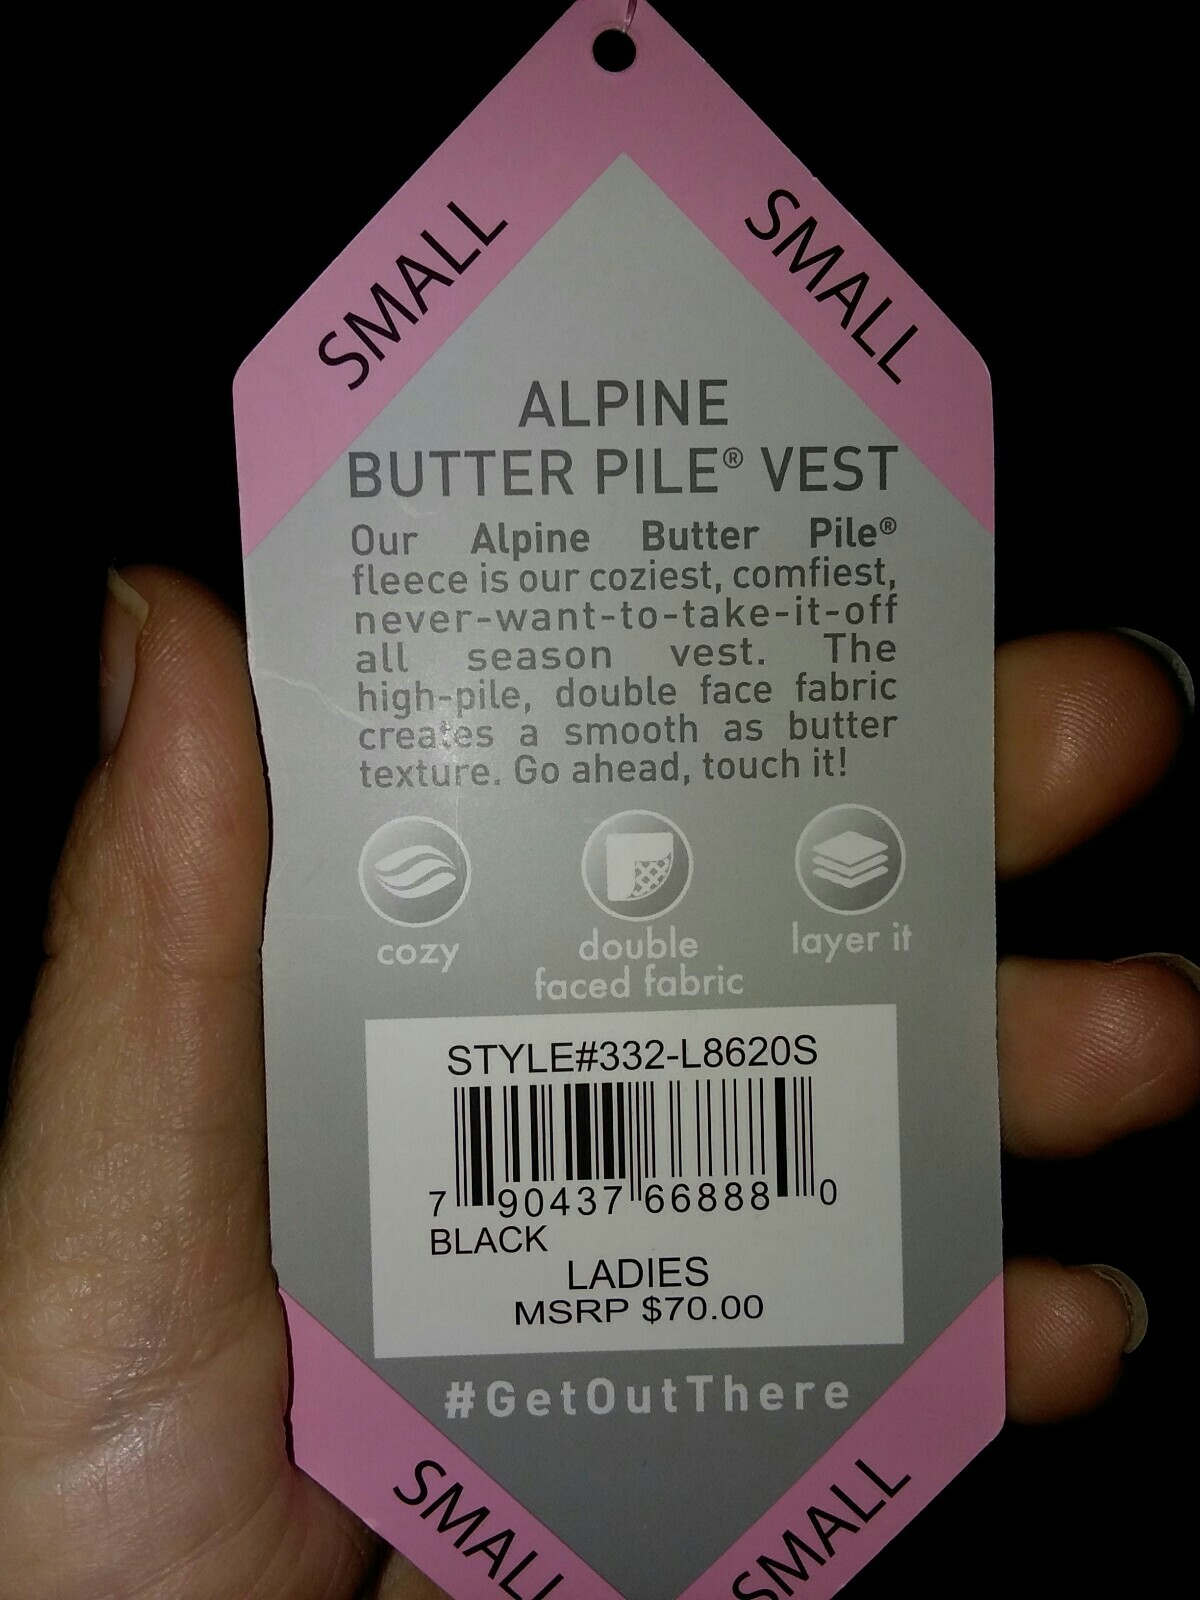 SMALL
SMALL
ALPINE
BUTTER PILE® VEST
Our Alpine Butter Pile®
fleece is our coziest, comfiest,
never-want-to-take-it-off
all season vest. The
high-pile, double face fabric
creates a smooth as butter
texture. Go ahead, touch it!
cozy
double
faced fabric
layer it
STYLE#332-L8620S
7 90437 66888 0
BLACK
LADIES
MSRP $70.00
#GetOutThere
SMALL
SMALL